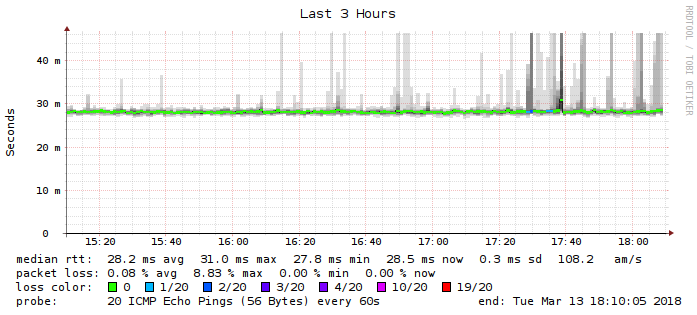 Last 3 Hours
RRDTOOL / TOBI OETIKER
Seconds
40 m
30 m
20 m
10 m
0
15:20 15:40 16:00 16:20 16:40 17:00 17:20 17:40 18:00
median rtt: 28.2 ms avg 31.0 ms max 27.8 ms min 28.5 ms now 0.3 ms sd 108.2 am/s
packet loss: 0.08 % avg 8.83 % max 0.00 % min 0.00 % now
loss color: 0 1/20 2/20 3/20 4/20 10/20 19/20
probe: 20 ICMP Echo Pings (56 Bytes) every 60s end: Tue Mar 13 18:10:05 2018